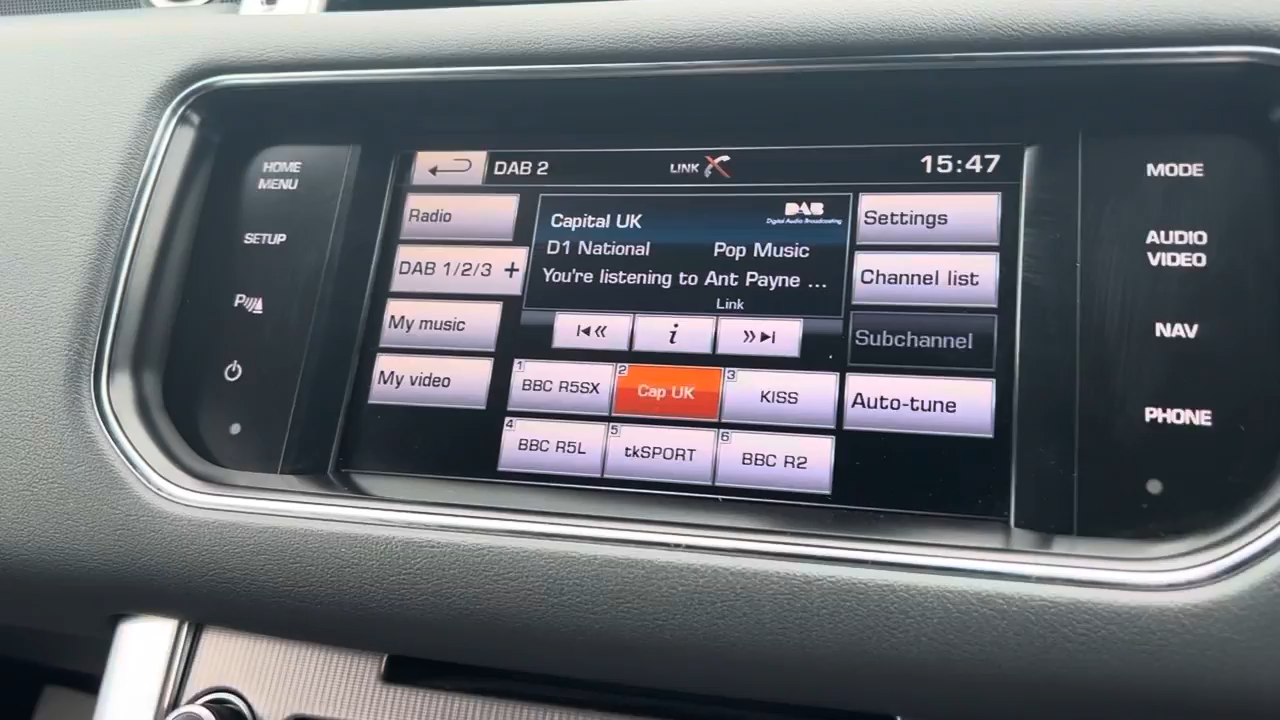 HOME
MENU
SETUP
DAB 2
LINK
15:47
Radio
DAB 1/2/3 +
My music
My video
Capital UK
DAB
Digital Audio Broadcasting
D1 National Pop Music
You're listening to Ant Payne ...
Link
i
1 BBC R5SX
2 Cap UK
3 KISS
4 BBC R5L
5 tkSPORT
6 BBC R2
Settings
Channel list
Subchannel
Auto-tune
MODE
AUDIO
VIDEO
NAV
PHONE